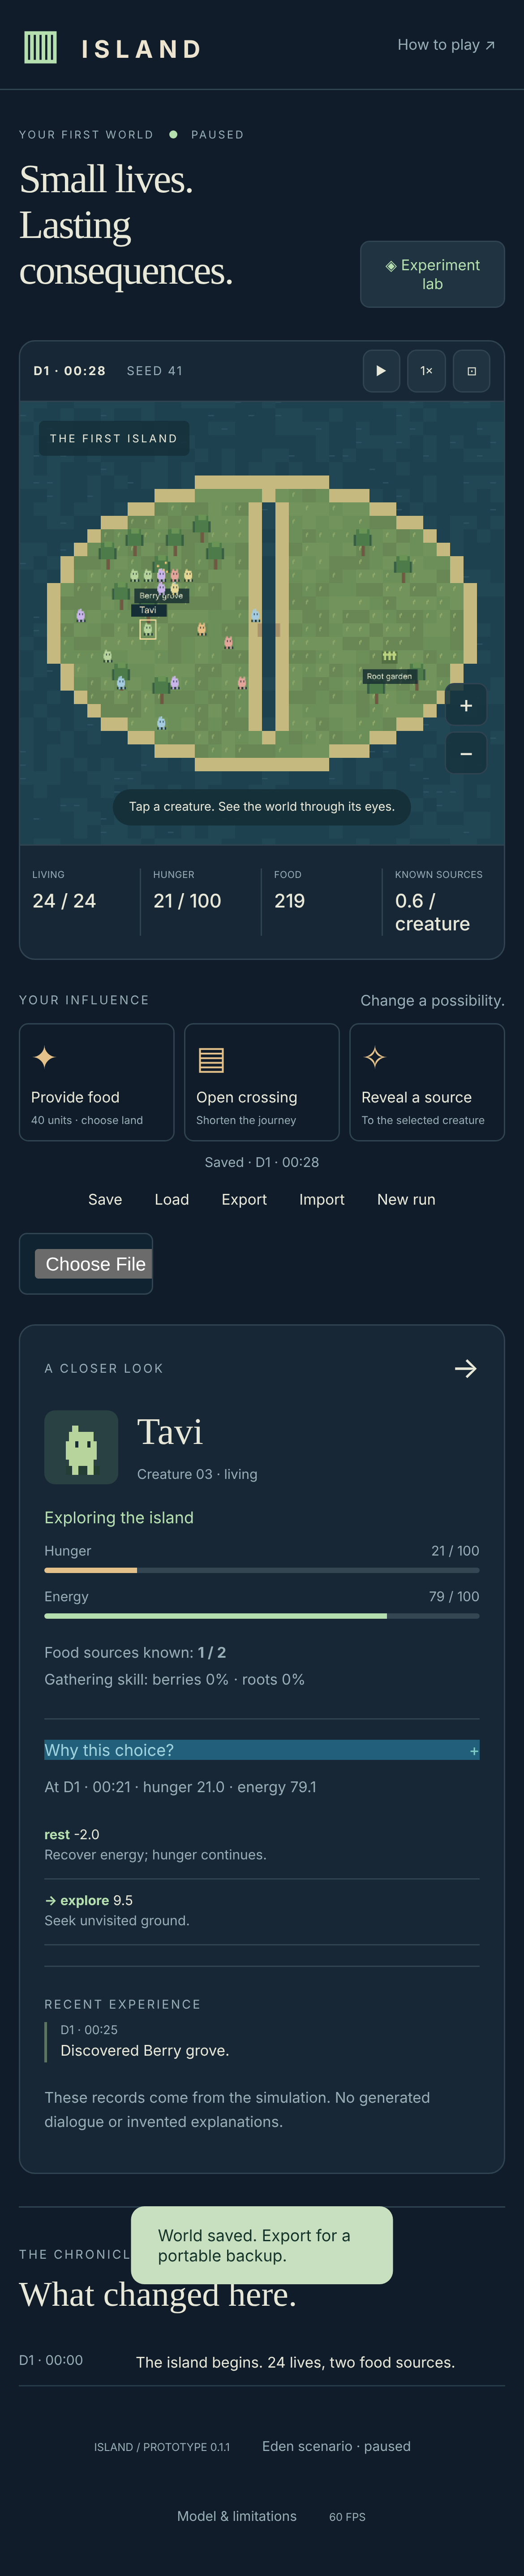 ISLAND
How to play ↗
YOUR FIRST WORLD ● PAUSED
Small lives.
Lasting
consequences.
◈ Experiment
lab
D1 · 00:28 SEED 41
▶ 1× ⊡
THE FIRST ISLAND
Berry grove
Tavi
Root garden
+
−
Tap a creature. See the world through its eyes.
LIVING HUNGER FOOD KNOWN SOURCES
24 / 24 21 / 100 219 0.6 /
creature
YOUR INFLUENCE Change a possibility.
Provide food Open crossing Reveal a source
40 units · choose land Shorten the journey To the selected creature
Saved · D1 · 00:28
Save Load Export Import New run
Choose File
A CLOSER LOOK →
Tavi
Creature 03 · living
Exploring the island
Hunger 21 / 100
Energy 79 / 100
Food sources known: 1 / 2
Gathering skill: berries 0% · roots 0%
Why this choice? +
At D1 · 00:21 · hunger 21.0 · energy 79.1
rest -2.0
Recover energy; hunger continues.
→ explore 9.5
Seek unvisited ground.
RECENT EXPERIENCE
D1 · 00:25
Discovered Berry grove.
These records come from the simulation. No generated
dialogue or invented explanations.
World saved. Export for a
portable backup.
THE CHRONICL
What changed here.
D1 · 00:00 The island begins. 24 lives, two food sources.
ISLAND / PROTOTYPE 0.1.1 Eden scenario · paused
Model & limitations 60 FPS